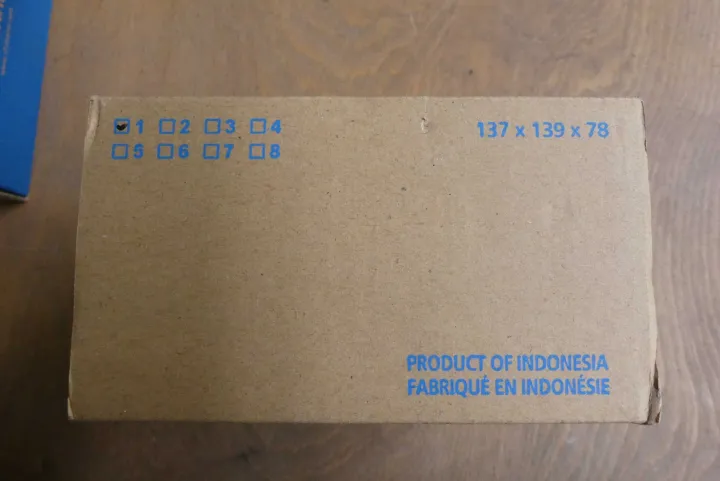 ☑1 ☐2 ☐3 ☐4
☐5 ☐6 ☐7 ☐8
137 x 139 x 78
PRODUCT OF INDONESIA
FABRIQUÉ EN INDONÉSIE